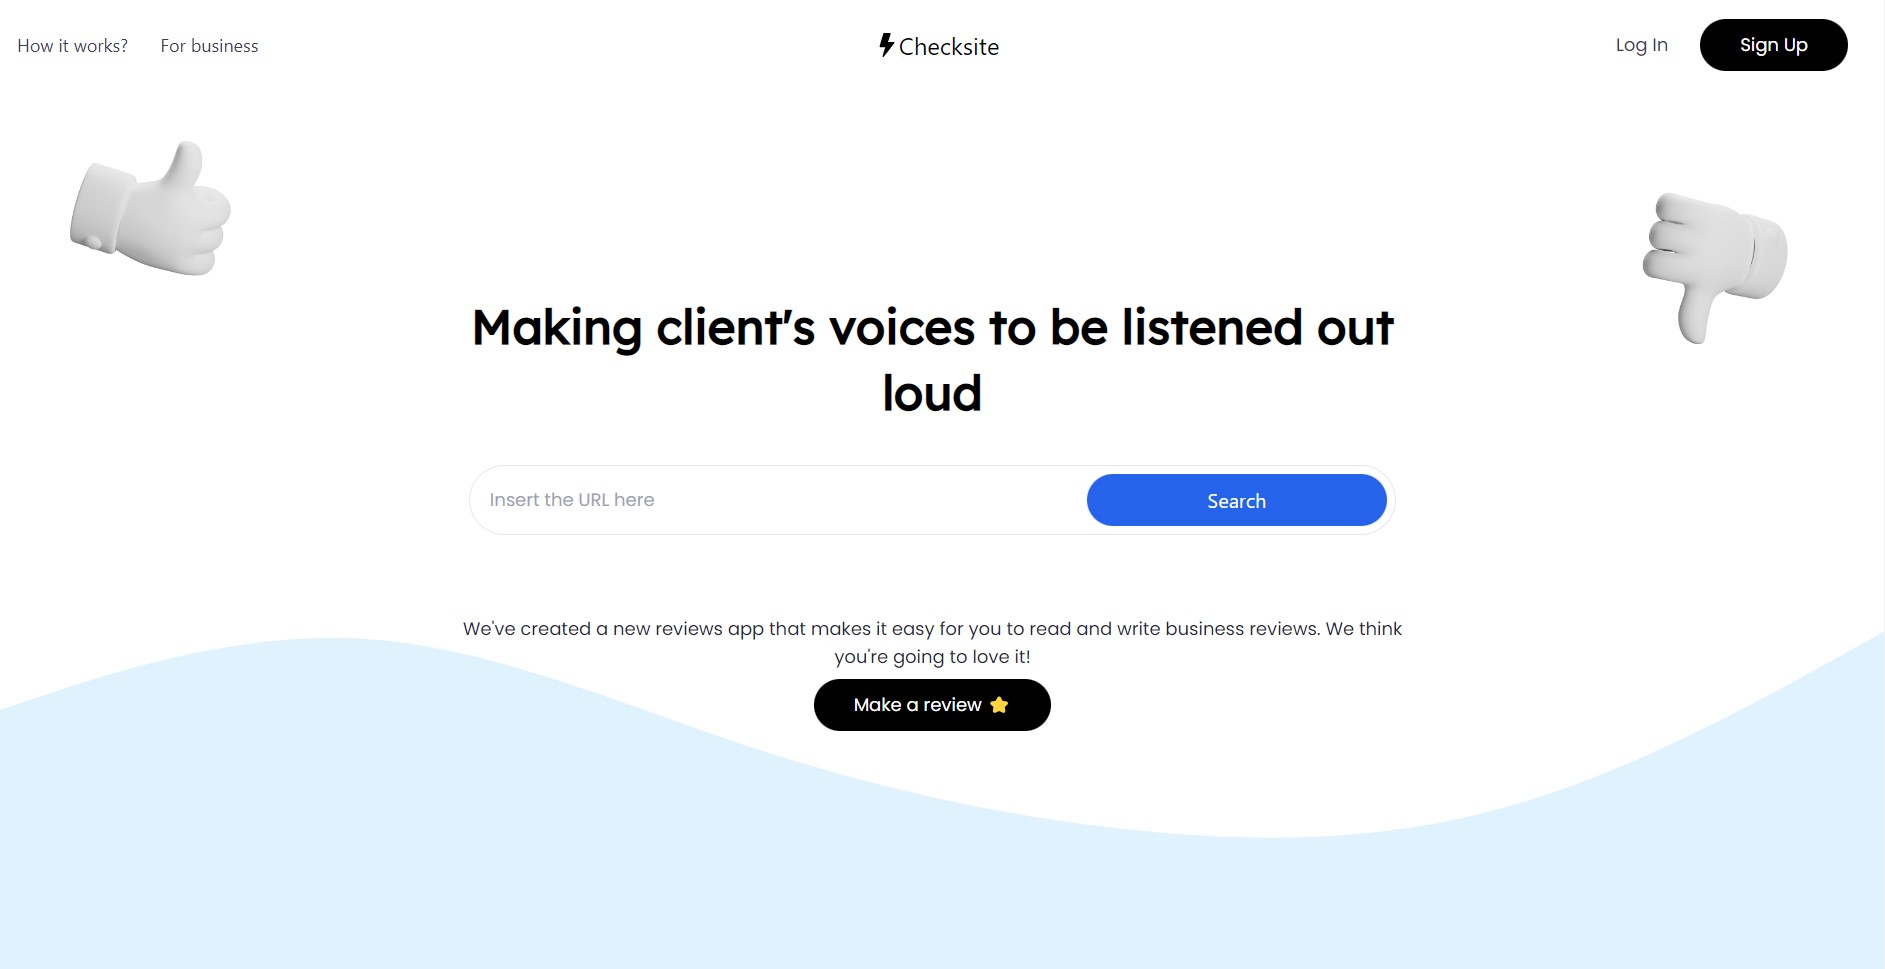 How it works?
For business
Checksite
Log In
Sign Up
Making client's voices to be listened out
loud
Insert the URL here
Search
We've created a new reviews app that makes it easy for you to read and write business reviews. We think
you're going to love it!
Make a review